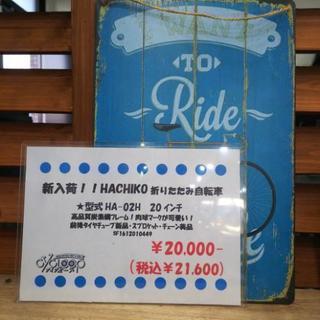 TO
Ride
新入荷！！HACHIKO 折りたたみ自転車
★型式 HA-02H 20インチ
高品質炭素鋼フレーム！肉球マークが可愛い！
前後タイヤチューブ新品・スプロケット・チェーン美品
SF1612010449
￥20,000-
(税込￥21,600)